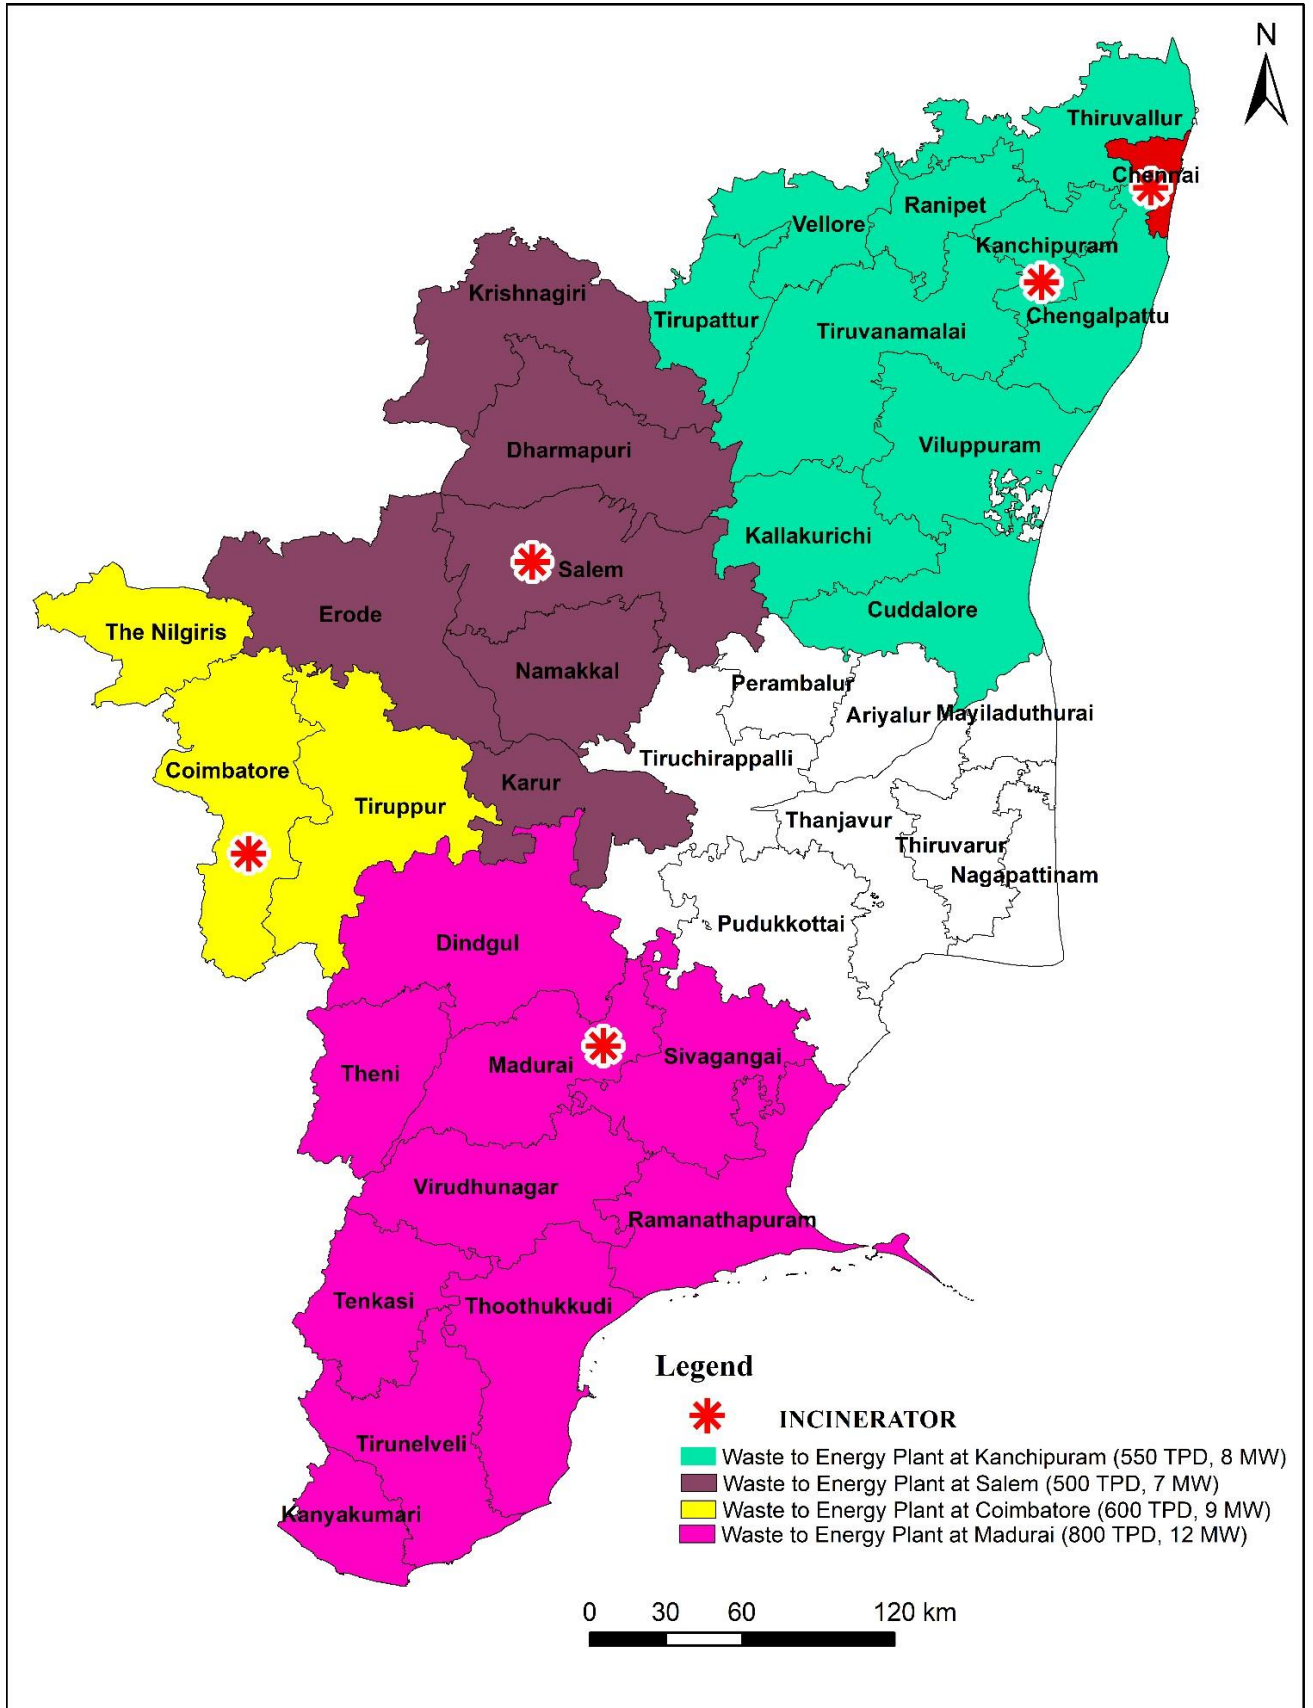 N
Thiruvallur
Chennai
Ranipet
Vellore
Kanchipuram
Krishnagiri
Tirupattur
Chengalpattu
Tiruvanamalai
Viluppuram
Dharmapuri
Kallakurichi
Salem
Cuddalore
Erode
The Nilgiris
Namakkal
Perambalur
Ariyalur
Mayiladuthurai
Tiruchirappalli
Coimbatore
Karur
Tiruppur
Thanjavur
Thiruvarur
Nagapattinam
Pudukkottai
Dindgul
Sivagangai
Madurai
Theni
Virudhunagar
Ramanathapuram
Tenkasi
Thoothukkudi
Tirunelveli
Kanyakumari
Legend
INCINERATOR
Waste to Energy Plant at Kanchipuram (550 TPD, 8 MW)
Waste to Energy Plant at Salem (500 TPD, 7 MW)
Waste to Energy Plant at Coimbatore (600 TPD, 9 MW)
Waste to Energy Plant at Madurai (800 TPD, 12 MW)
0 30 60 120 km